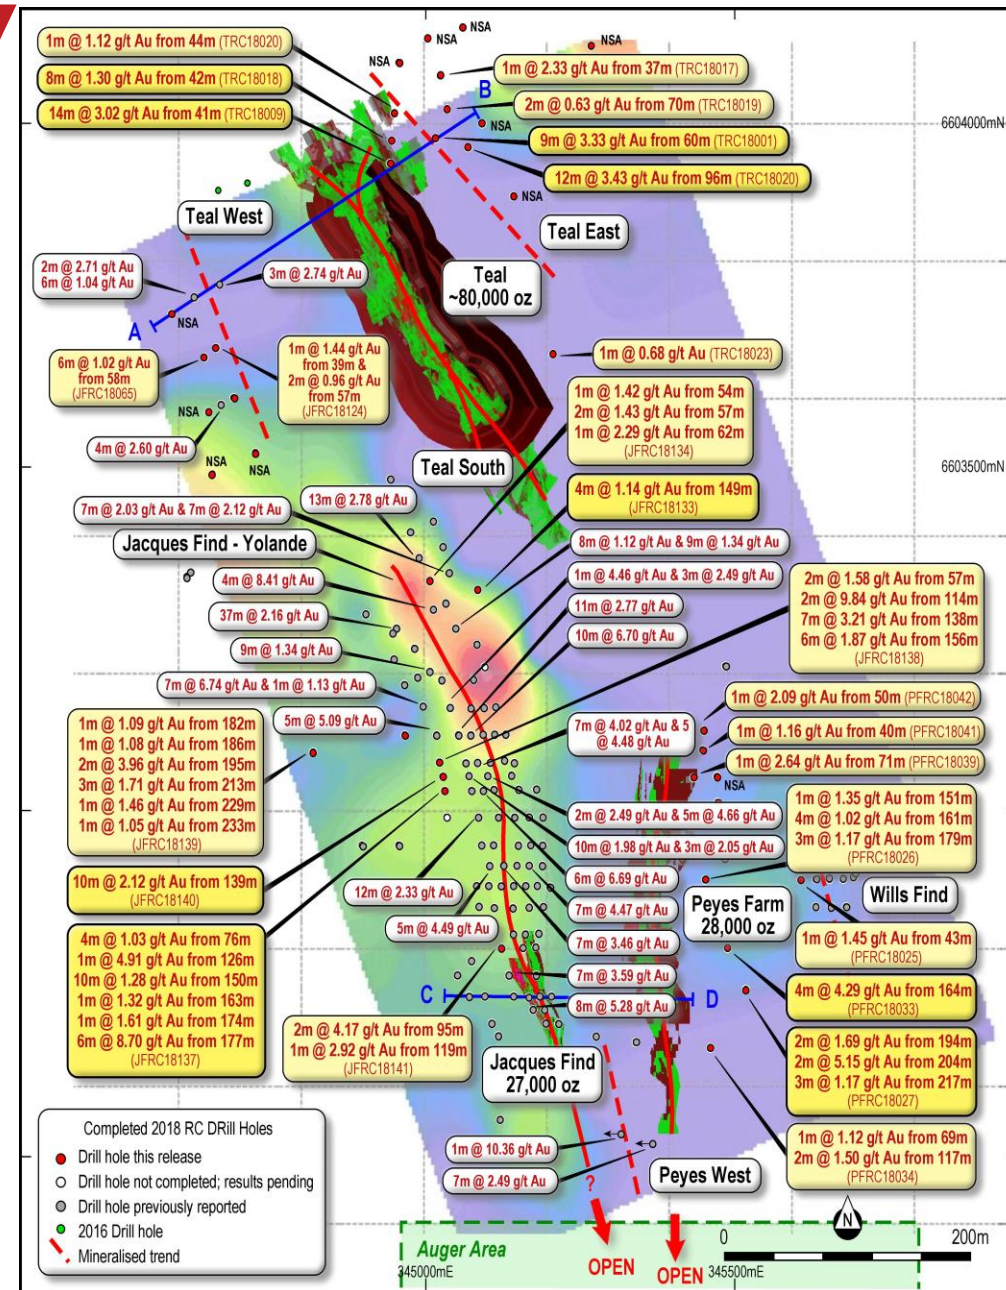 1m @ 1.12 g/t Au from 44m (TRC18020)
8m @ 1.30 g/t Au from 42m (TRC18018)
14m @ 3.02 g/t Au from 41m (TRC18009)
NSA
NSA
NSA
NSA
1m @ 2.33 g/t Au from 37m (TRC18017)
B
2m @ 0.63 g/t Au from 70m (TRC18019)
NSA
6604000mN
9m @ 3.33 g/t Au from 60m (TRC18001)
12m @ 3.43 g/t Au from 96m (TRC18020)
NSA
Teal West
Teal East
Teal
~80,000 oz
2m @ 2.71 g/t Au
6m @ 1.04 g/t Au
3m @ 2.74 g/t Au
A
NSA
6m @ 1.02 g/t Au
from 58m
(JFRC18065)
1m @ 1.44 g/t Au
from 39m &
2m @ 0.96 g/t Au
from 57m
(JFRC18124)
1m @ 0.68 g/t Au (TRC18023)
1m @ 1.42 g/t Au from 54m
2m @ 1.43 g/t Au from 57m
1m @ 2.29 g/t Au from 62m
(JFRC18134)
NSA
4m @ 2.60 g/t Au
NSA
NSA
Teal South
6603500mN
4m @ 1.14 g/t Au from 149m
(JFRC18133)
13m @ 2.78 g/t Au
7m @ 2.03 g/t Au & 7m @ 2.12 g/t Au
Jacques Find - Yolande
8m @ 1.12 g/t Au & 9m @ 1.34 g/t Au
4m @ 8.41 g/t Au
1m @ 4.46 g/t Au & 3m @ 2.49 g/t Au
37m @ 2.16 g/t Au
11m @ 2.77 g/t Au
10m @ 6.70 g/t Au
9m @ 1.34 g/t Au
2m @ 1.58 g/t Au from 57m
2m @ 9.84 g/t Au from 114m
7m @ 3.21 g/t Au from 138m
6m @ 1.87 g/t Au from 156m
(JFRC18138)
7m @ 6.74 g/t Au & 1m @ 1.13 g/t Au
5m @ 5.09 g/t Au
7m @ 4.02 g/t Au & 5
@ 4.48 g/t Au
1m @ 2.09 g/t Au from 50m (PFRC18042)
1m @ 1.16 g/t Au from 40m (PFRC18041)
1m @ 2.64 g/t Au from 71m (PFRC18039)
NSA
1m @ 1.09 g/t Au from 182m
1m @ 1.08 g/t Au from 186m
2m @ 3.96 g/t Au from 195m
3m @ 1.71 g/t Au from 213m
1m @ 1.46 g/t Au from 229m
1m @ 1.05 g/t Au from 233m
(JFRC18139)
2m @ 2.49 g/t Au & 5m @ 4.66 g/t Au
10m @ 1.98 g/t Au & 3m @ 2.05 g/t Au
1m @ 1.35 g/t Au from 151m
4m @ 1.02 g/t Au from 161m
3m @ 1.17 g/t Au from 179m
(PFRC18026)
10m @ 2.12 g/t Au from 139m
(JFRC18140)
12m @ 2.33 g/t Au
6m @ 6.69 g/t Au
7m @ 4.47 g/t Au
Peyes Farm
28,000 oz
Wills Find
5m @ 4.49 g/t Au
7m @ 3.46 g/t Au
1m @ 1.45 g/t Au from 43m
(PFRC18025)
4m @ 1.03 g/t Au from 76m
1m @ 4.91 g/t Au from 126m
10m @ 1.28 g/t Au from 150m
1m @ 1.32 g/t Au from 163m
1m @ 1.61 g/t Au from 174m
6m @ 8.70 g/t Au from 177m
(JFRC18137)
7m @ 3.59 g/t Au
C
D
8m @ 5.28 g/t Au
4m @ 4.29 g/t Au from 164m
(PFRC18033)
2m @ 4.17 g/t Au from 95m
1m @ 2.92 g/t Au from 119m
(JFRC18141)
2m @ 1.69 g/t Au from 194m
2m @ 5.15 g/t Au from 204m
3m @ 1.17 g/t Au from 217m
(PFRC18027)
Jacques Find
27,000 oz
1m @ 1.12 g/t Au from 69m
2m @ 1.50 g/t Au from 117m
(PFRC18034)
1m @ 10.36 g/t Au
7m @ 2.49 g/t Au
Peyes West
?
Completed 2018 RC DRill Holes
Drill hole this release
Drill hole not completed; results pending
Drill hole previously reported
2016 Drill hole
Mineralised trend
N
0
200m
Auger Area
OPEN
OPEN
345000mE
345500mE